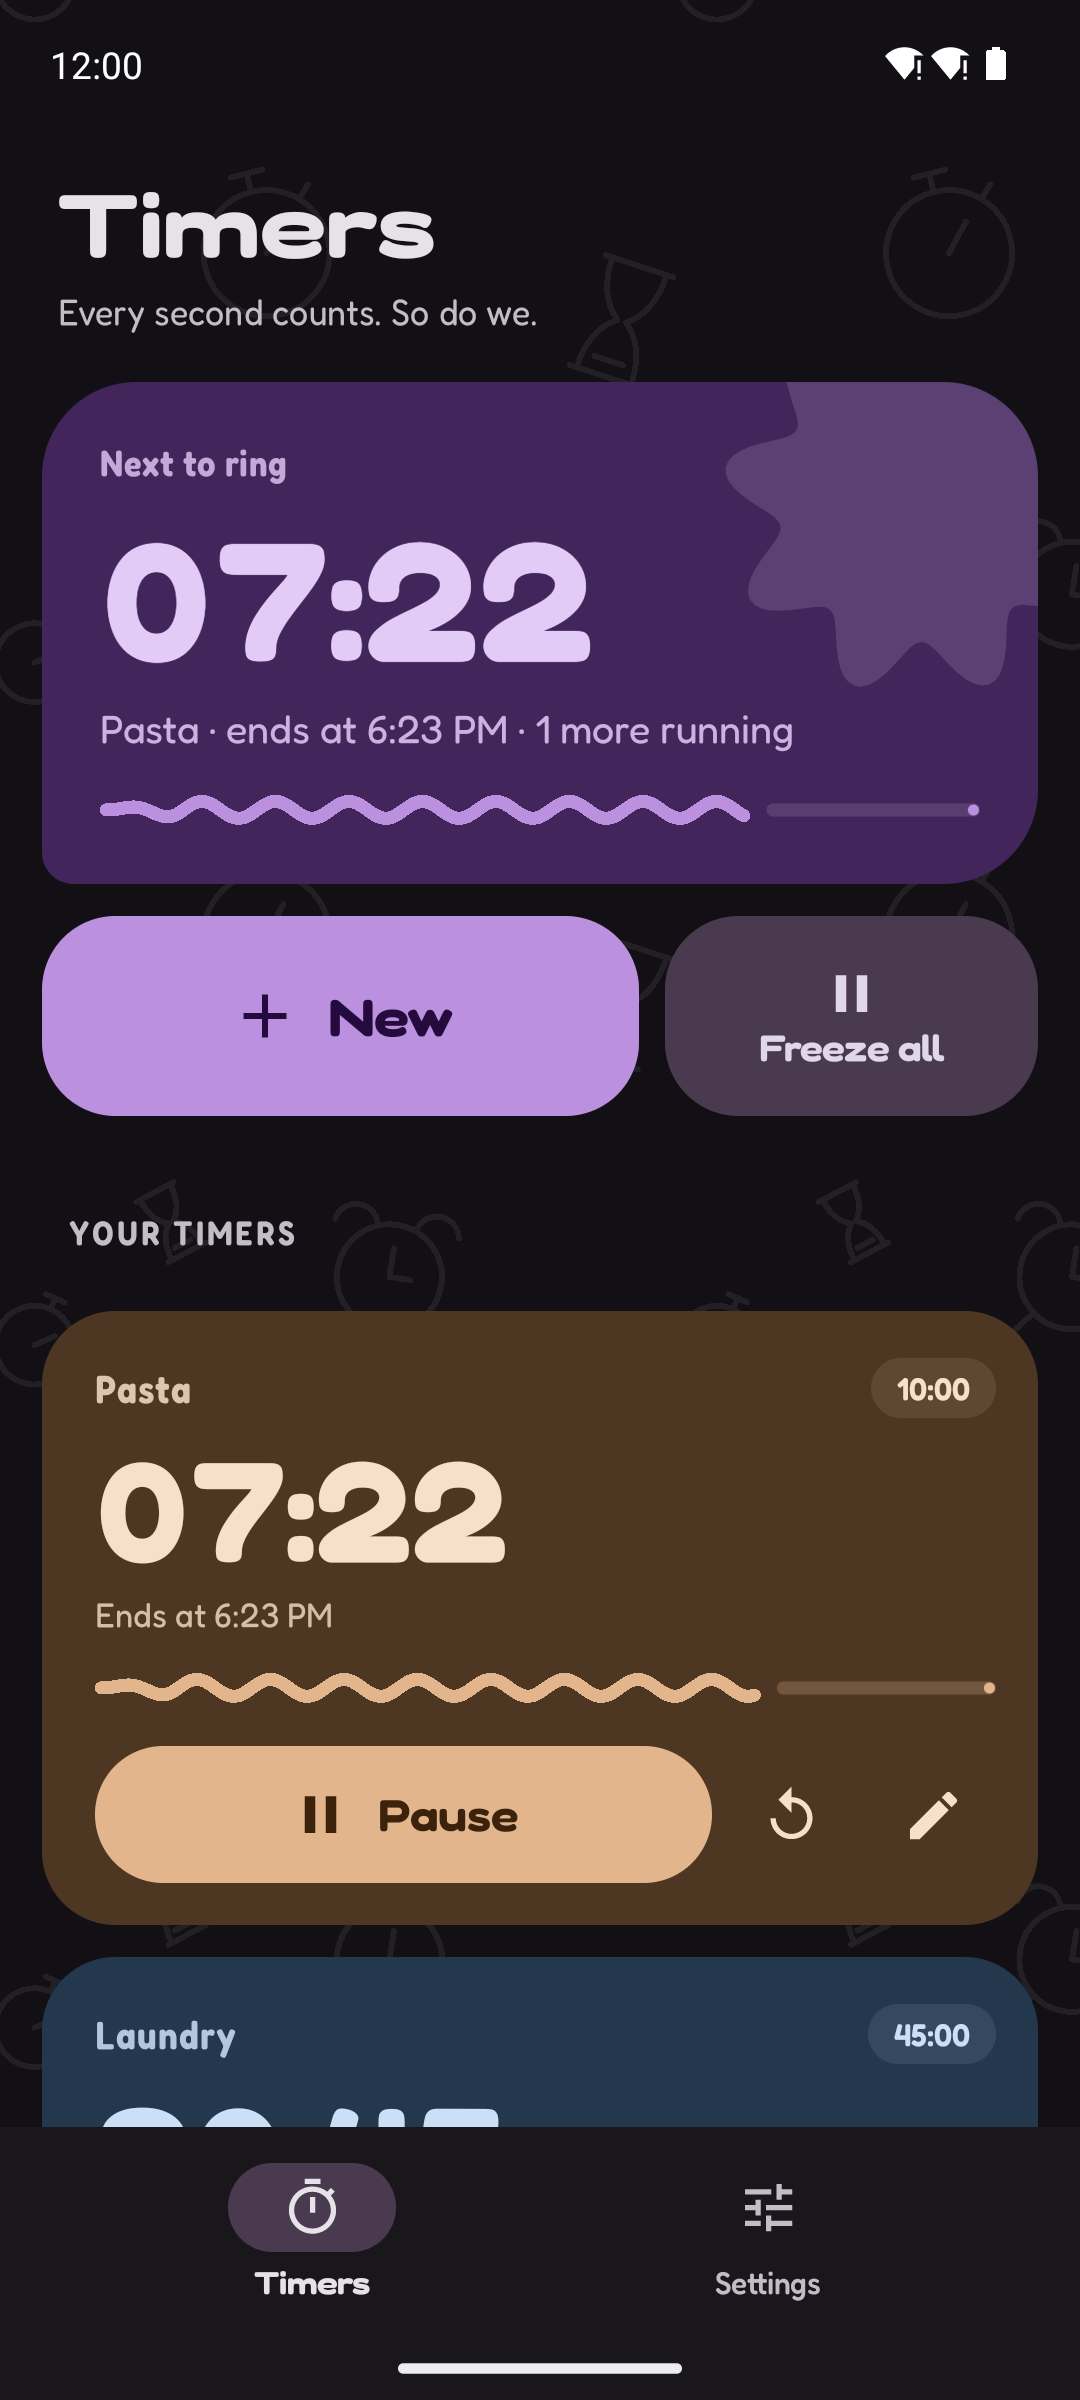 12:00
Timers
Every second counts. So do we.
Next to ring
07:22
Pasta · ends at 6:23 PM · 1 more running
New
Freeze all
YOUR TIMERS
Pasta
10:00
07:22
Ends at 6:23 PM
Pause
Laundry
45:00
Timers
Settings